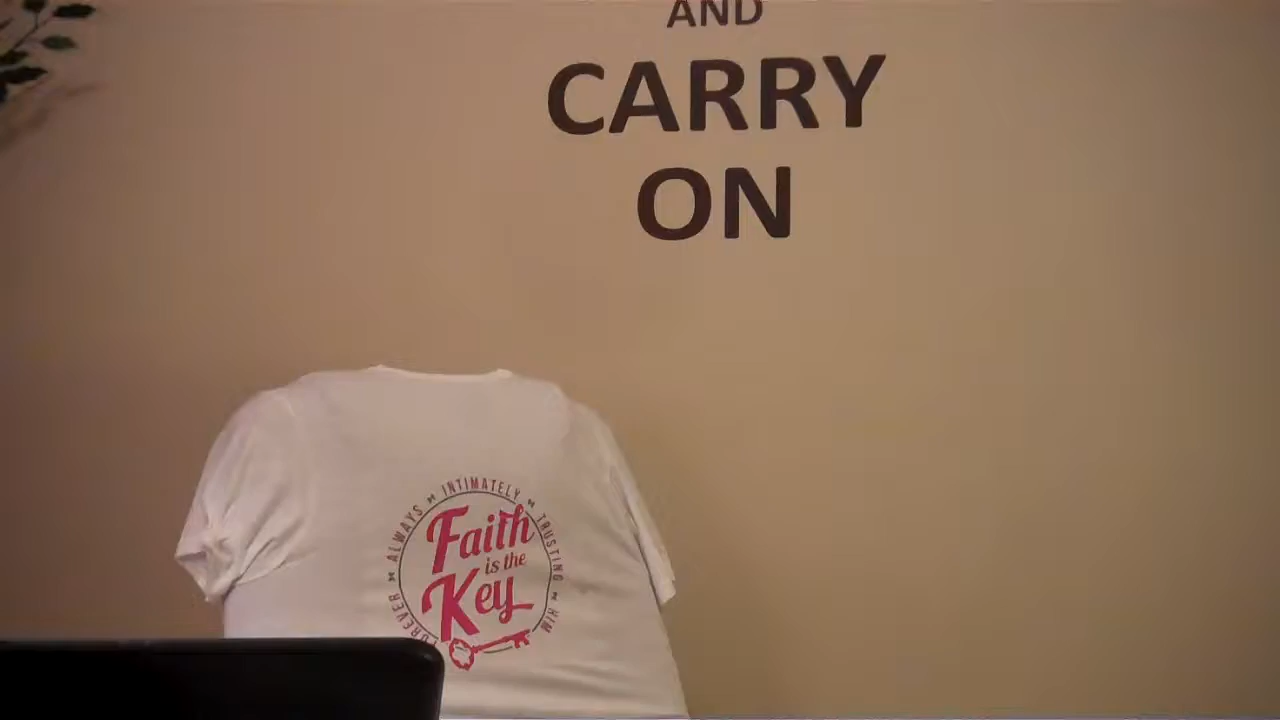 AND
CARRY
ON
FOREVER ALWAYS INTIMATELY TRUSTING HIM
Faith
is the
Key